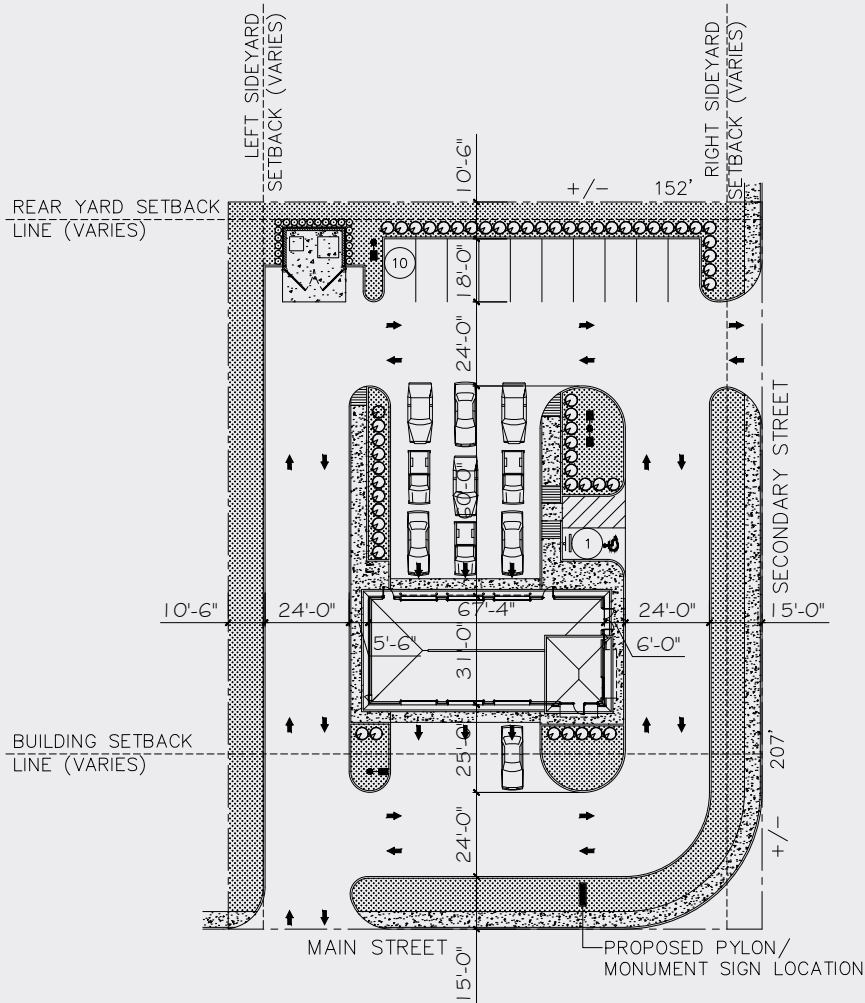 LEFT SIDEYARD
SETBACK (VARIES)
RIGHT SIDEYARD
SETBACK (VARIES)
10'-6"
+/- 152'
REAR YARD SETBACK
LINE (VARIES)
10
18'-0"
24'-0"
SECONDARY STREET
1
10'-6"
24'-0"
67'-4"
24'-0"
15'-0"
5'-6"
31'-0"
6'-0"
BUILDING SETBACK
LINE (VARIES)
25'-0"
+/- 207'
24'-0"
MAIN STREET
15'-0"
PROPOSED PYLON/
MONUMENT SIGN LOCATION